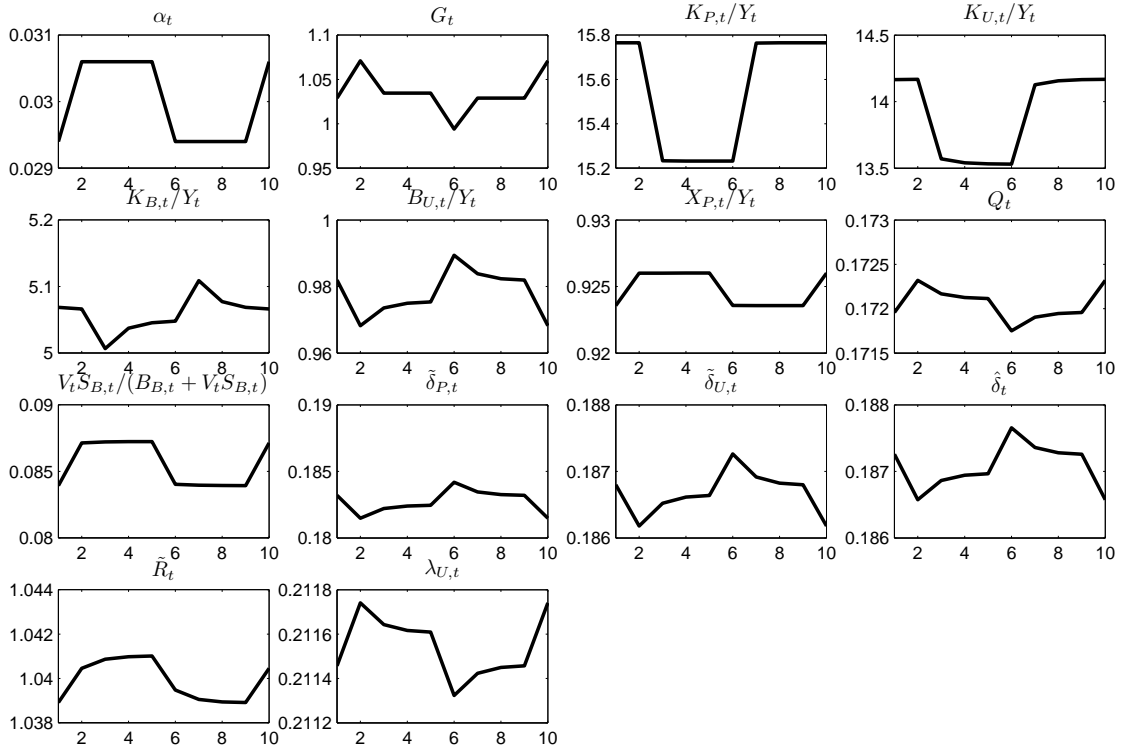 α_t G_t K_{P,t}/Y_t K_{U,t}/Y_t
0.031 1.1 15.8 14.5
1.05 15.6
0.03 14
1 15.4
0.029 0.95 15.2 13.5
2 4 6 8 10 2 4 6 8 10 2 4 6 8 10 2 4 6 8 10
K_{B,t}/Y_t B_{U,t}/Y_t X_{P,t}/Y_t Q_t
5.2 1 0.93 0.173
0.1725
5.1 0.98 0.925 0.172
5 0.96 0.92 0.1715
2 4 6 8 10 2 4 6 8 10 2 4 6 8 10 2 4 6 8 10
V_tS_{B,t}/(B_{B,t} + V_tS_{B,t}) δ̃_{P,t} δ̃_{U,t} δ̂_t
0.09 0.19 0.188 0.188
0.085 0.185 0.187 0.187
0.08 0.18 0.186 0.186
2 4 6 8 10 2 4 6 8 10 2 4 6 8 10 2 4 6 8 10
R̃_t λ_{U,t}
1.044 0.2118
1.042 0.2116
1.04 0.2114
1.038 0.2112
2 4 6 8 10 2 4 6 8 10